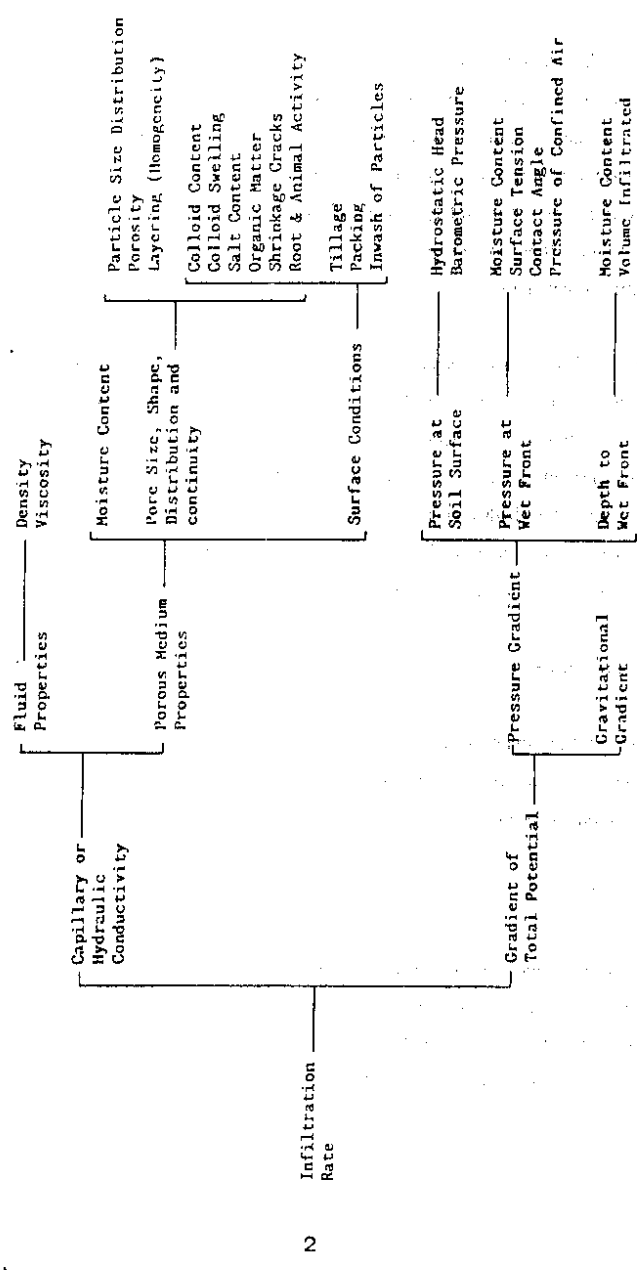 Infiltration
Rate
Capillary or
Hydraulic
Conductivity
Gradient of
Total Potential
Fluid
Properties
Porous Medium
Properties
Pressure Gradient
Gravitational
Gradient
Density
Viscosity
Moisture Content
Pore Size, Shape,
Distribution and
continuity
Surface Conditions
Pressure at
Soil Surface
Pressure at
Wet Front
Depth to
Wet Front
Particle Size Distribution
Porosity
Layering (Homogeneity)
Colloid Content
Colloid Swelling
Salt Content
Organic Matter
Shrinkage Cracks
Root & Animal Activity
Tillage
Packing
Inwash of Particles
Hydrostatic Head
Barometric Pressure
Moisture Content
Surface Tension
Contact Angle
Pressure of Confined Air
Moisture Content
Volume Infiltrated
2